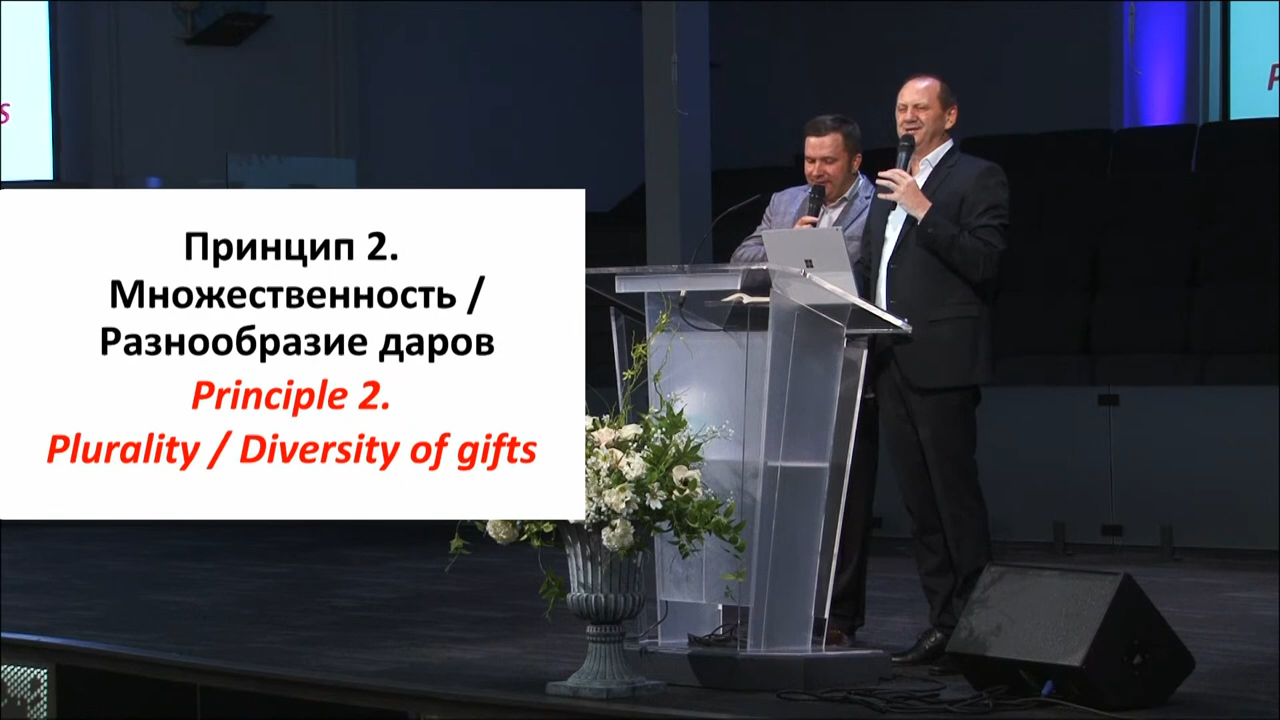 Принцип 2.
Множественность /
Разнообразие даров
Principle 2.
Plurality / Diversity of gifts